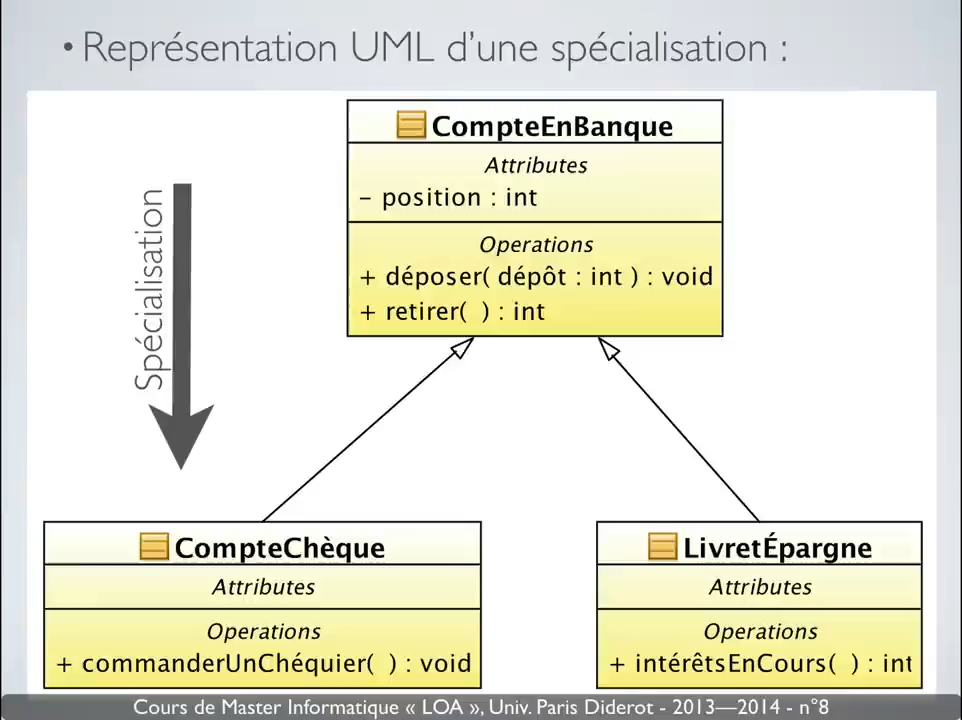 • Représentation UML d'une spécialisation :
CompteEnBanque
Attributes
- position : int
Operations
+ déposer( dépôt : int ) : void
+ retirer(  ) : int
Spécialisation
CompteChèque
Attributes
Operations
+ commanderUnChéquier(  ) : void
LivretÉpargne
Attributes
Operations
+ intérêtsEnCours(  ) : int
Cours de Master Informatique « LOA », Univ. Paris Diderot - 2013—2014 - n°8